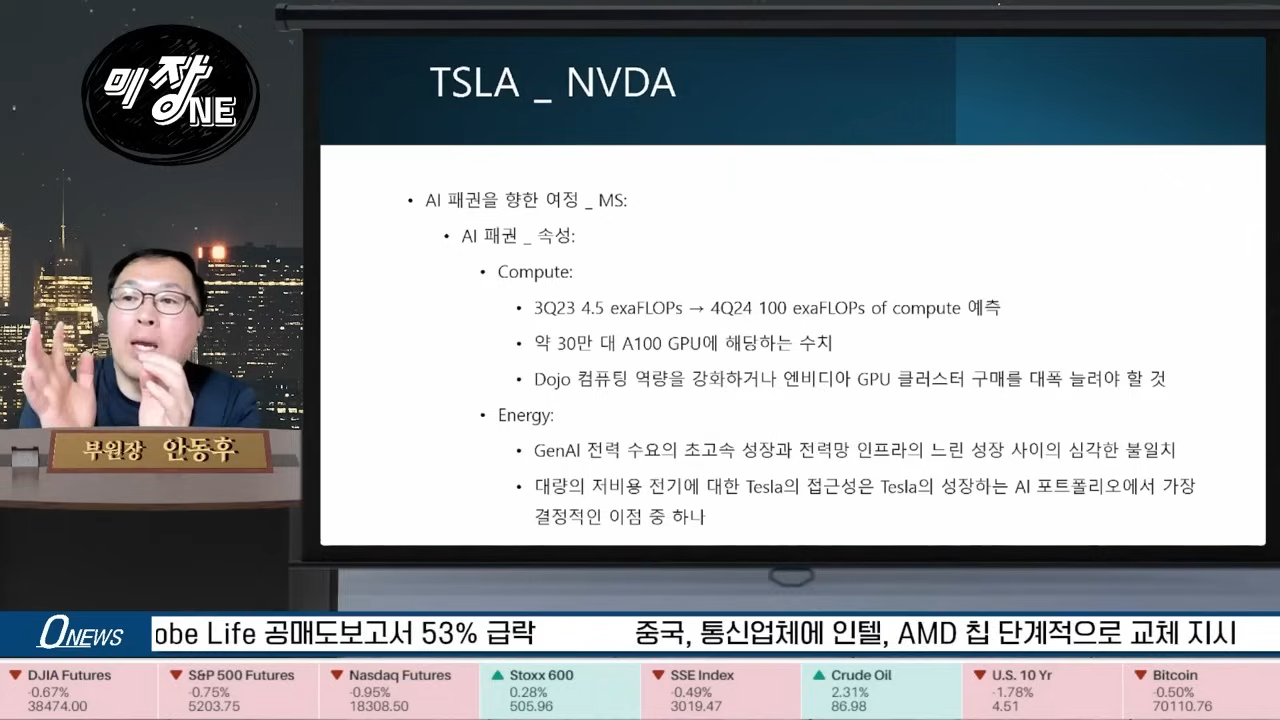 미장
ONE
TSLA _ NVDA
• AI 패권을 향한 여정 _ MS:
• AI 패권 _ 속성:
• Compute:
• 3Q23 4.5 exaFLOPs → 4Q24 100 exaFLOPs of compute 예측
• 약 30만 대 A100 GPU에 해당하는 수치
• Dojo 컴퓨팅 역량을 강화하거나 엔비디아 GPU 클러스터 구매를 대폭 늘려야 할 것
• Energy:
• GenAI 전력 수요의 초고속 성장과 전력망 인프라의 느린 성장 사이의 심각한 불일치
• 대량의 저비용 전기에 대한 Tesla의 접근성은 Tesla의 성장하는 AI 포트폴리오에서 가장
결정적인 이점 중 하나
부원장 안동후
ONEWS obe Life 공매도보고서 53% 급락 중국, 통신업체에 인텔, AMD 칩 단계적으로 교체 지시
▼ DJIA Futures
-0.67%
38474.00
▼ S&P 500 Futures
-0.75%
5203.75
▼ Nasdaq Futures
-0.95%
18308.50
▲ Stoxx 600
0.28%
505.96
▼ SSE Index
-0.49%
3019.47
▲ Crude Oil
2.31%
86.98
▼ U.S. 10 Yr
-1.78%
4.51
▼ Bitcoin
-0.50%
70110.76